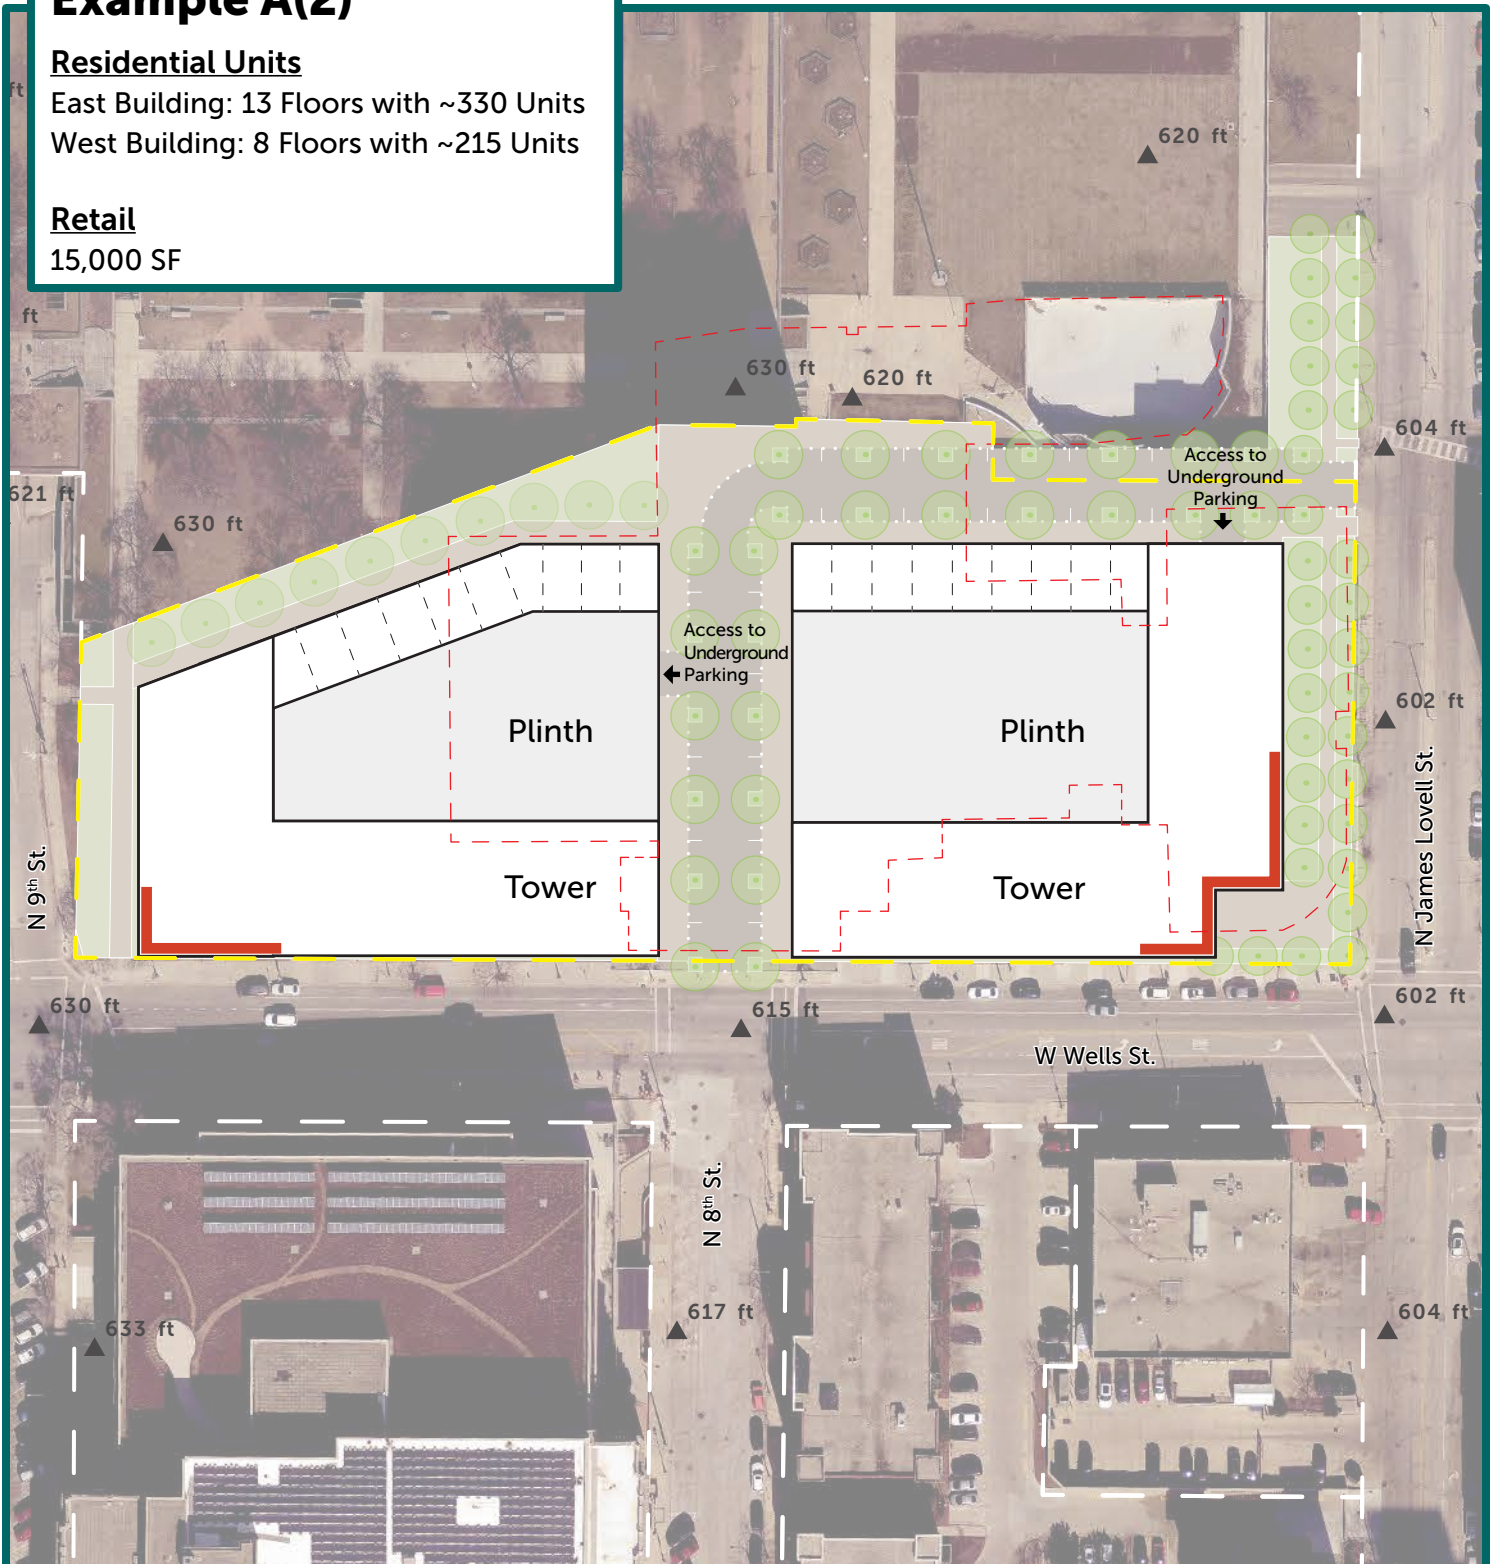 Example A(2)
Residential Units
East Building: 13 Floors with ~330 Units
West Building: 8 Floors with ~215 Units
Retail
15,000 SF
ft
ft
620 ft
630 ft
620 ft
604 ft
621 ft
630 ft
Access to
Underground
Parking
Access to
Underground
Parking
602 ft
Plinth
Plinth
Tower
Tower
N 9th St.
N James Lovell St.
630 ft
615 ft
602 ft
W Wells St.
N 8th St.
633 ft
617 ft
604 ft